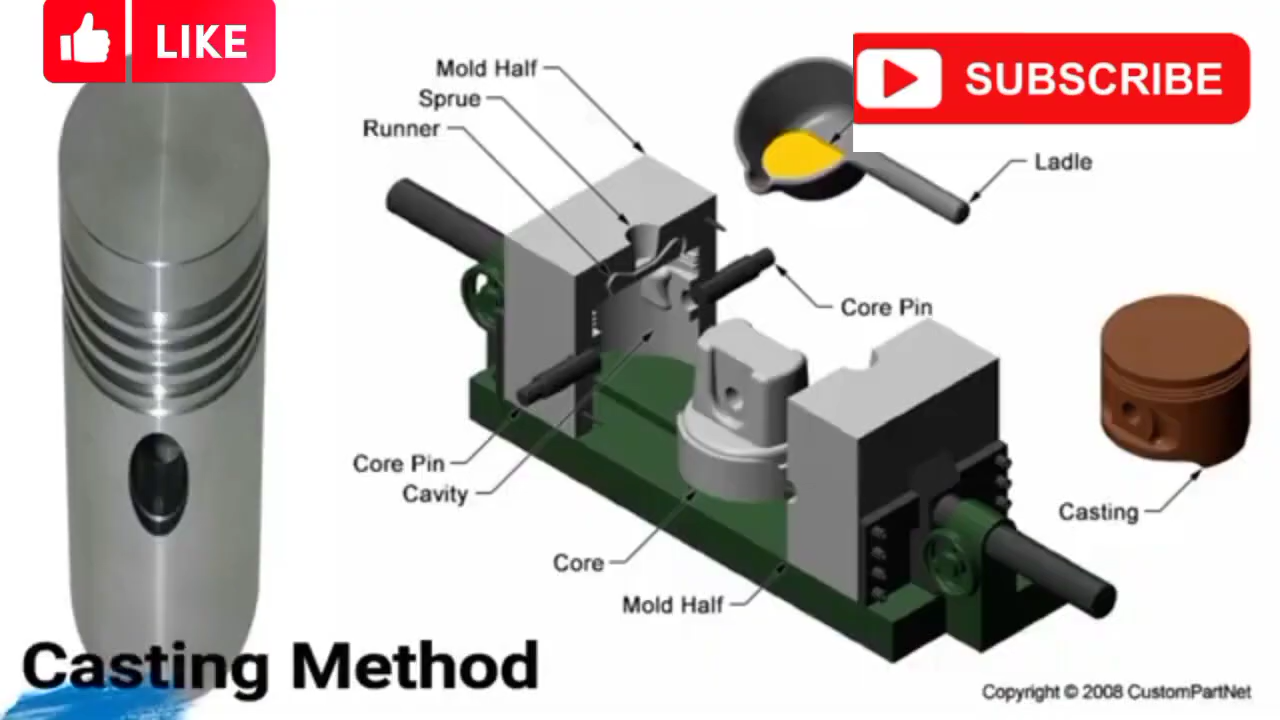 LIKE
SUBSCRIBE
Mold Half
Sprue
Runner
Ladle
Core Pin
Core Pin
Cavity
Casting
Core
Mold Half
Casting Method
Copyright © 2008 CustomPartNet